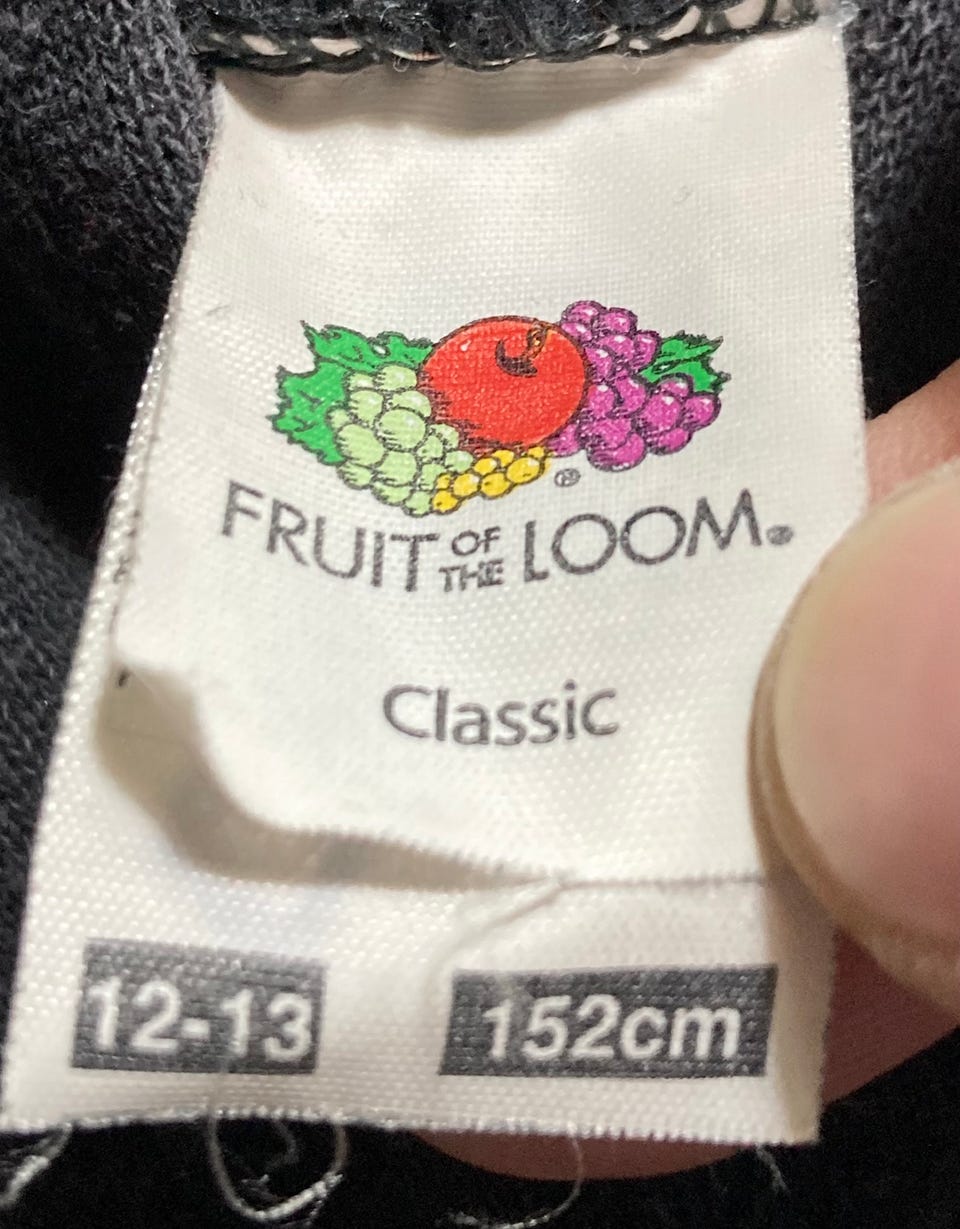 FRUIT OF THE LOOM®
Classic
12-13 152cm